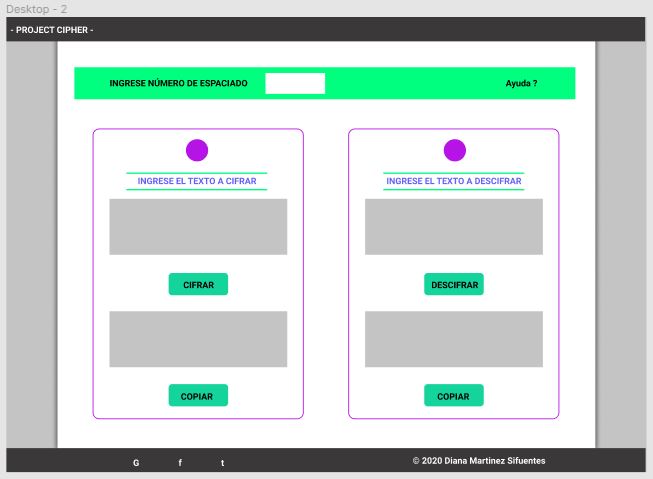 Desktop - 2
- PROJECT CIPHER -
INGRESE NÚMERO DE ESPACIADO
Ayuda ?
INGRESE EL TEXTO A CIFRAR
CIFRAR
COPIAR
INGRESE EL TEXTO A DESCIFRAR
DESCIFRAR
COPIAR
G f t
© 2020 Diana Martinez Sifuentes